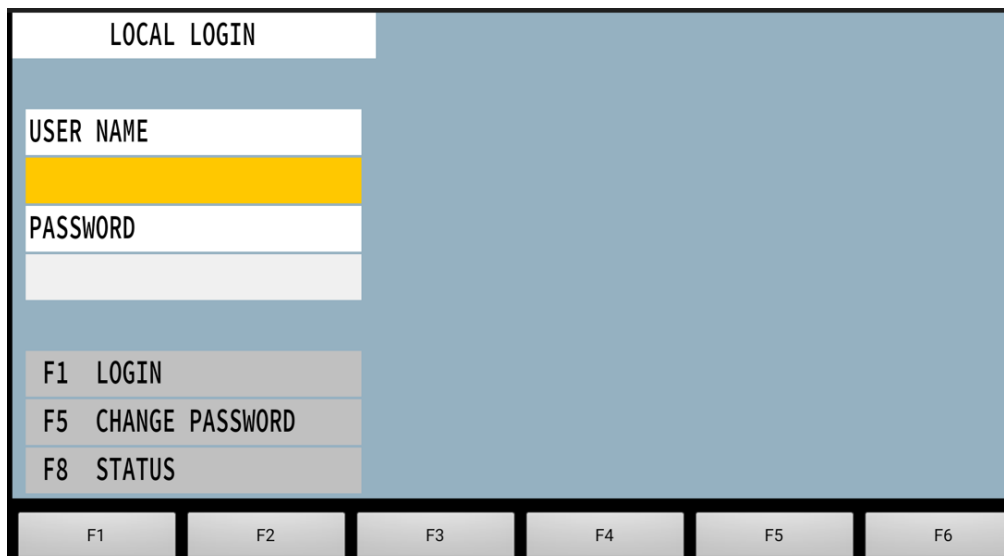 LOCAL LOGIN
USER NAME
PASSWORD
F1 LOGIN
F5 CHANGE PASSWORD
F8 STATUS
F1 F2 F3 F4 F5 F6